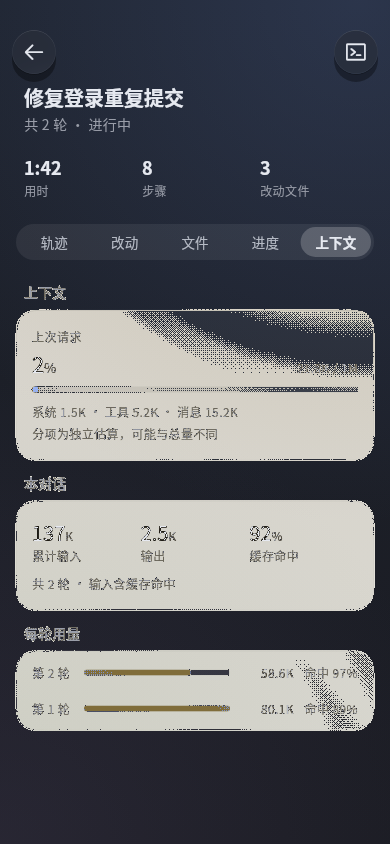 修复登录重复提交
共 2 轮 · 进行中
1:42
8
3
用时
步骤
改动文件
轨迹
改动
文件
进度
上下文
上下文
上次请求
2%
系统 1.5K · 工具 5.2K · 消息 15.2K
分项为独立估算，可能与总量不同
本对话
137K
2.5K
92%
累计输入
输出
缓存命中
共 2 轮 · 输入含缓存命中
每轮用量
第 2 轮
58.6K 命中 97%
第 1 轮
80.1K 命中